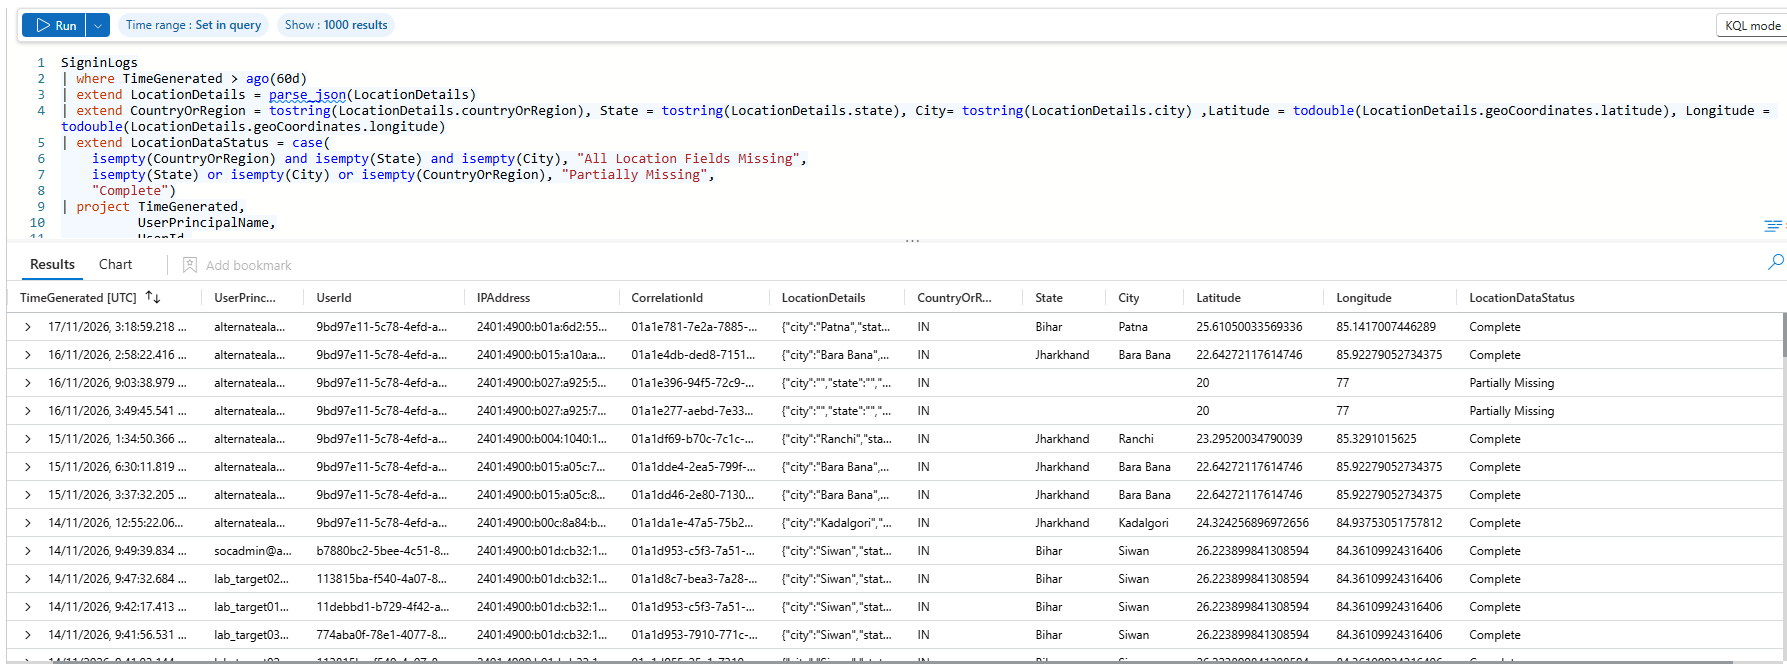 Run
Time range : Set in query
Show : 1000 results
KQL mode
1 SigninLogs
2 | where TimeGenerated > ago(60d)
3 | extend LocationDetails = parse_json(LocationDetails)
4 | extend CountryOrRegion = tostring(LocationDetails.countryOrRegion), State = tostring(LocationDetails.state), City= tostring(LocationDetails.city) ,Latitude = todouble(LocationDetails.geoCoordinates.latitude), Longitude =
todouble(LocationDetails.geoCoordinates.longitude)
5 | extend LocationDataStatus = case(
6 isempty(CountryOrRegion) and isempty(State) and isempty(City), "All Location Fields Missing",
7 isempty(State) or isempty(City) or isempty(CountryOrRegion), "Partially Missing",
8 "Complete")
9 | project TimeGenerated,
10 UserPrincipalName,
11 UserId
...
Results Chart Add bookmark
TimeGenerated [UTC] UserPrinc... UserId IPAddress CorrelationId LocationDetails CountryOrR... State City Latitude Longitude LocationDataStatus
17/11/2026, 3:18:59.218 ... alternateala... 9bd97e11-5c78-4efd-a... 2401:4900:b01a:6d2:55... 01a1e781-7e2a-7885-... {"city":"Patna","stat... IN Bihar Patna 25.61050033569336 85.1417007446289 Complete
16/11/2026, 2:58:22.416 ... alternateala... 9bd97e11-5c78-4efd-a... 2401:4900:b015:a10a:a... 01a1e4db-ded8-7151... {"city":"Bara Bana",... IN Jharkhand Bara Bana 22.64272117614746 85.92279052734375 Complete
16/11/2026, 9:03:38.979 ... alternateala... 9bd97e11-5c78-4efd-a... 2401:4900:b027:a925:5... 01a1e396-94f5-72c9-... {"city":"","state":"","... IN 20 77 Partially Missing
16/11/2026, 3:49:45.541 ... alternateala... 9bd97e11-5c78-4efd-a... 2401:4900:b027:a925:7... 01a1e277-aebd-7e33... {"city":"","state":"","... IN 20 77 Partially Missing
15/11/2026, 1:34:50.366 ... alternateala... 9bd97e11-5c78-4efd-a... 2401:4900:b004:1040:1... 01a1df69-b70c-7c1c-... {"city":"Ranchi","sta... IN Jharkhand Ranchi 23.29520034790039 85.3291015625 Complete
15/11/2026, 6:30:11.819 ... alternateala... 9bd97e11-5c78-4efd-a... 2401:4900:b015:a05c:7... 01a1dde4-2ea5-799f-... {"city":"Bara Bana",... IN Jharkhand Bara Bana 22.64272117614746 85.92279052734375 Complete
15/11/2026, 3:37:32.205 ... alternateala... 9bd97e11-5c78-4efd-a... 2401:4900:b015:a05c:8... 01a1dd46-2e80-7130... {"city":"Bara Bana",... IN Jharkhand Bara Bana 22.64272117614746 85.92279052734375 Complete
14/11/2026, 12:55:22.06... alternateala... 9bd97e11-5c78-4efd-a... 2401:4900:b00c:8a84:b... 01a1da1e-47a5-75b2... {"city":"Kadalgori","... IN Jharkhand Kadalgori 24.324256896972656 84.93753051757812 Complete
14/11/2026, 9:49:39.834 ... socadmin@a... b7880bc2-5bee-4c51-8... 2401:4900:b01d:cb32:1... 01a1d953-c5f3-7a51-... {"city":"Siwan","stat... IN Bihar Siwan 26.223899841308594 84.36109924316406 Complete
14/11/2026, 9:47:32.684 ... lab_target02... 113815ba-f540-4a07-8... 2401:4900:b01d:cb32:1... 01a1d8c7-bea3-7a28-... {"city":"Siwan","stat... IN Bihar Siwan 26.223899841308594 84.36109924316406 Complete
14/11/2026, 9:42:17.413 ... lab_target01... 11debbd1-b729-4f42-a... 2401:4900:b01d:cb32:1... 01a1d953-c5f3-7a51-... {"city":"Siwan","stat... IN Bihar Siwan 26.223899841308594 84.36109924316406 Complete
14/11/2026, 9:41:56.531 ... lab_target03... 774aba0f-78e1-4077-8... 2401:4900:b01d:cb32:1... 01a1d953-7910-771c-... {"city":"Siwan","stat... IN Bihar Siwan 26.223899841308594 84.36109924316406 Complete